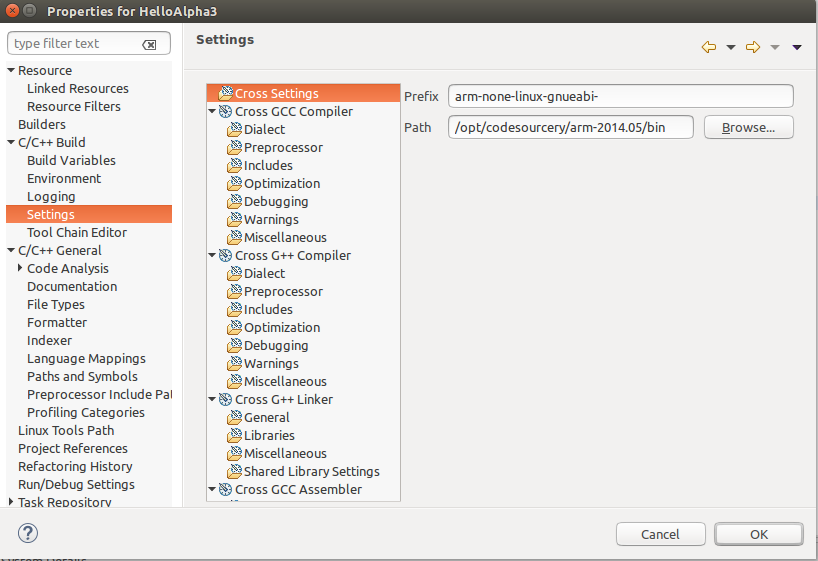 Properties for HelloAlpha3
type filter text
Resource
Linked Resources
Resource Filters
Builders
C/C++ Build
Build Variables
Environment
Logging
Settings
Tool Chain Editor
C/C++ General
Code Analysis
Documentation
File Types
Formatter
Indexer
Language Mappings
Paths and Symbols
Preprocessor Include Pa
Profiling Categories
Linux Tools Path
Project References
Refactoring History
Run/Debug Settings
Task Repository
Settings
Cross Settings
Cross GCC Compiler
Dialect
Preprocessor
Includes
Optimization
Debugging
Warnings
Miscellaneous
Cross G++ Compiler
Dialect
Preprocessor
Includes
Optimization
Debugging
Warnings
Miscellaneous
Cross G++ Linker
General
Libraries
Miscellaneous
Shared Library Settings
Cross GCC Assembler
Prefix arm-none-linux-gnueabi-
Path /opt/codesourcery/arm-2014.05/bin Browse...
? Cancel OK